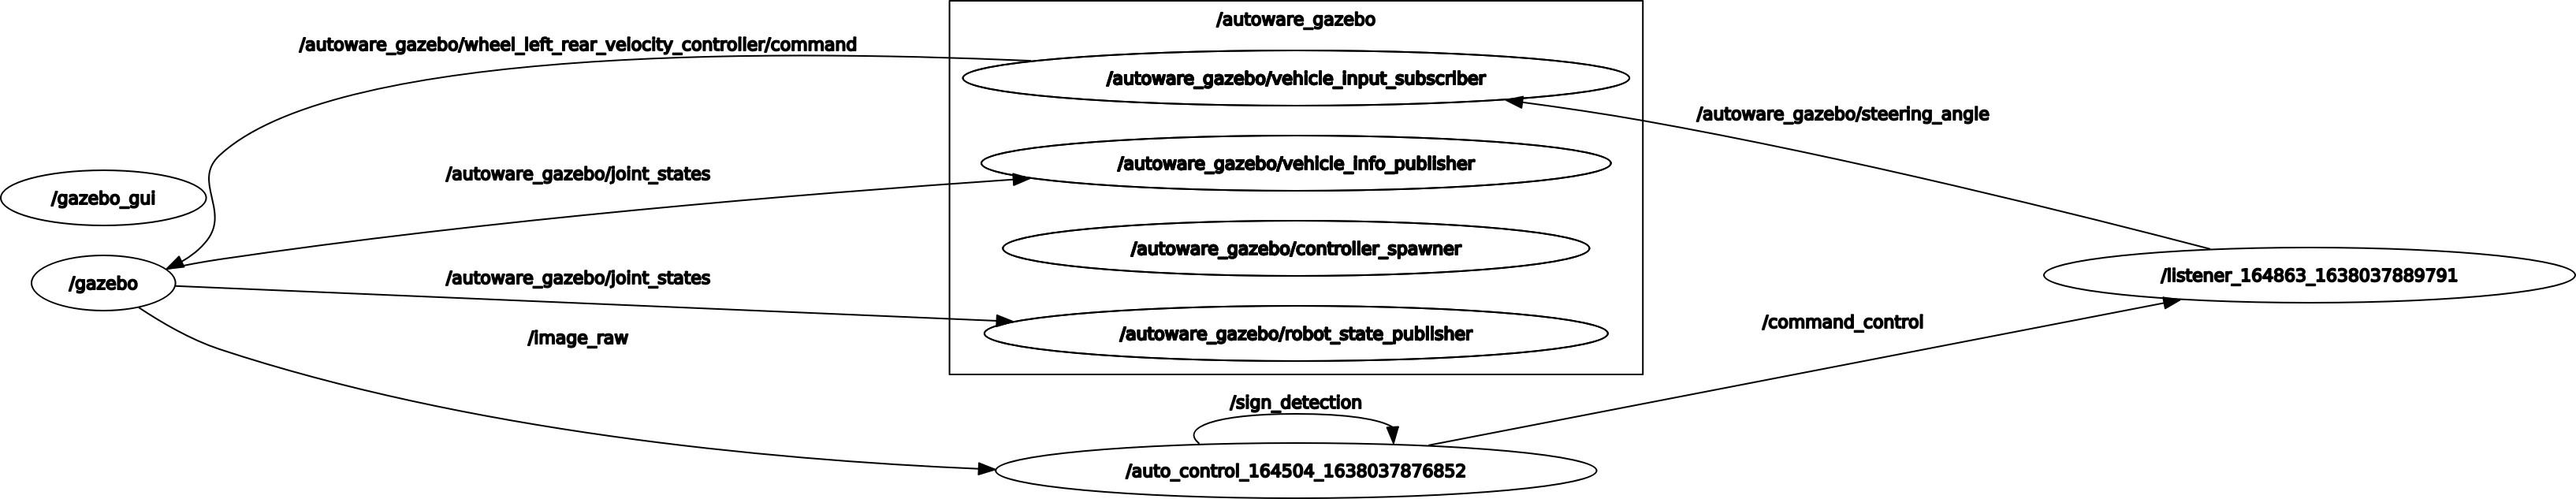 /autoware_gazebo
/autoware_gazebo/wheel_left_rear_velocity_controller/command
/autoware_gazebo/vehicle_input_subscriber
/autoware_gazebo/steering_angle
/autoware_gazebo/vehicle_info_publisher
/autoware_gazebo/joint_states
/gazebo_gui
/autoware_gazebo/controller_spawner
/listener_164863_1638037889791
/autoware_gazebo/joint_states
/gazebo
/command_control
/autoware_gazebo/robot_state_publisher
/image_raw
/sign_detection
/auto_control_164504_1638037876852